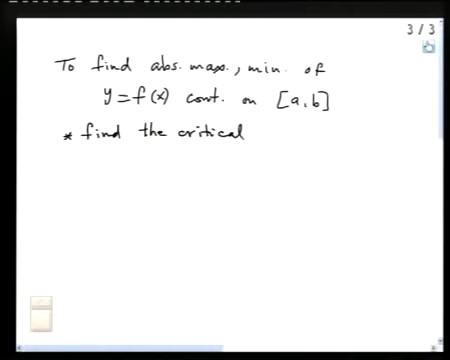 3 / 3
To find abs. max., min. of
y = f(x) cont. on [a,b]
* find the critical